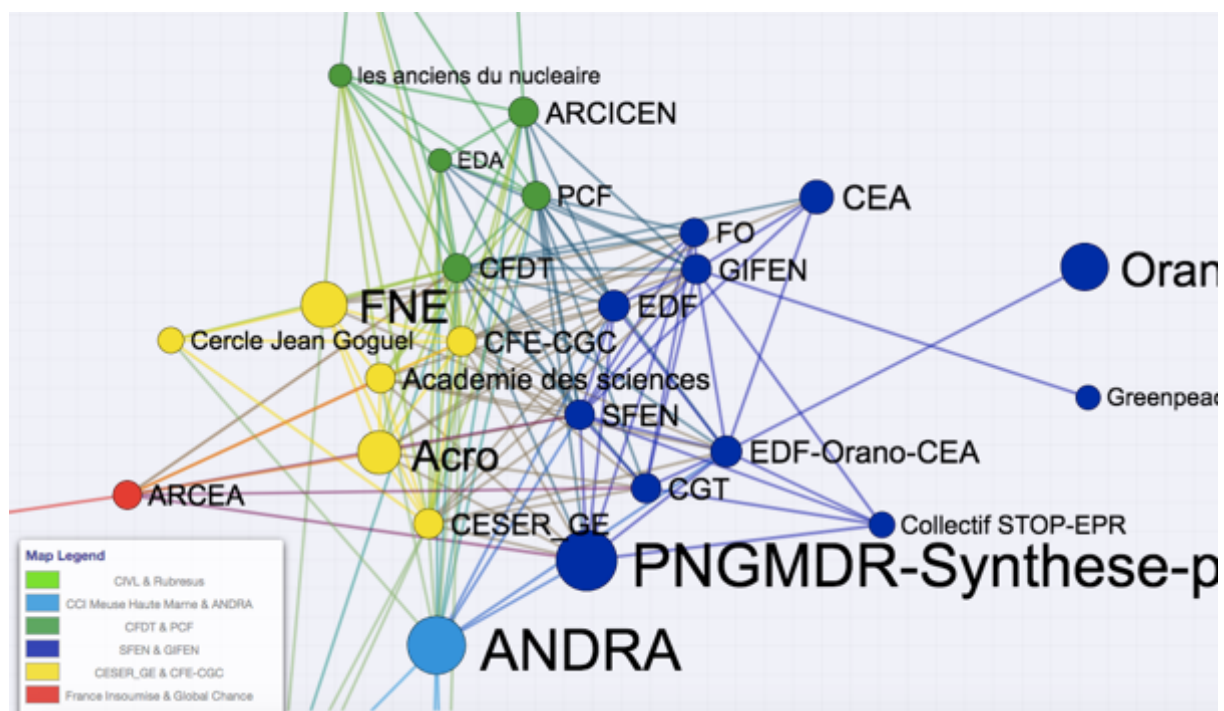 les anciens du nucleaire
ARCICEN
EDA
PCF
CEA
FO
CFDT
GIFEN
Oran
FNE
EDF
Cercle Jean Goguel
CFE-CGC
Academie des sciences
Greenpeac
SFEN
Acro
EDF-Orano-CEA
ARCEA
CGT
CESER_GE
Collectif STOP-EPR
PNGMDR-Synthese-p
ANDRA
Map Legend
CIVL & Rubresus
CCI Meuse Haute Marne & ANDRA
CFDT & PCF
SFEN & GIFEN
CESER_GE & CFE-CGC
France Insoumise & Global Chance